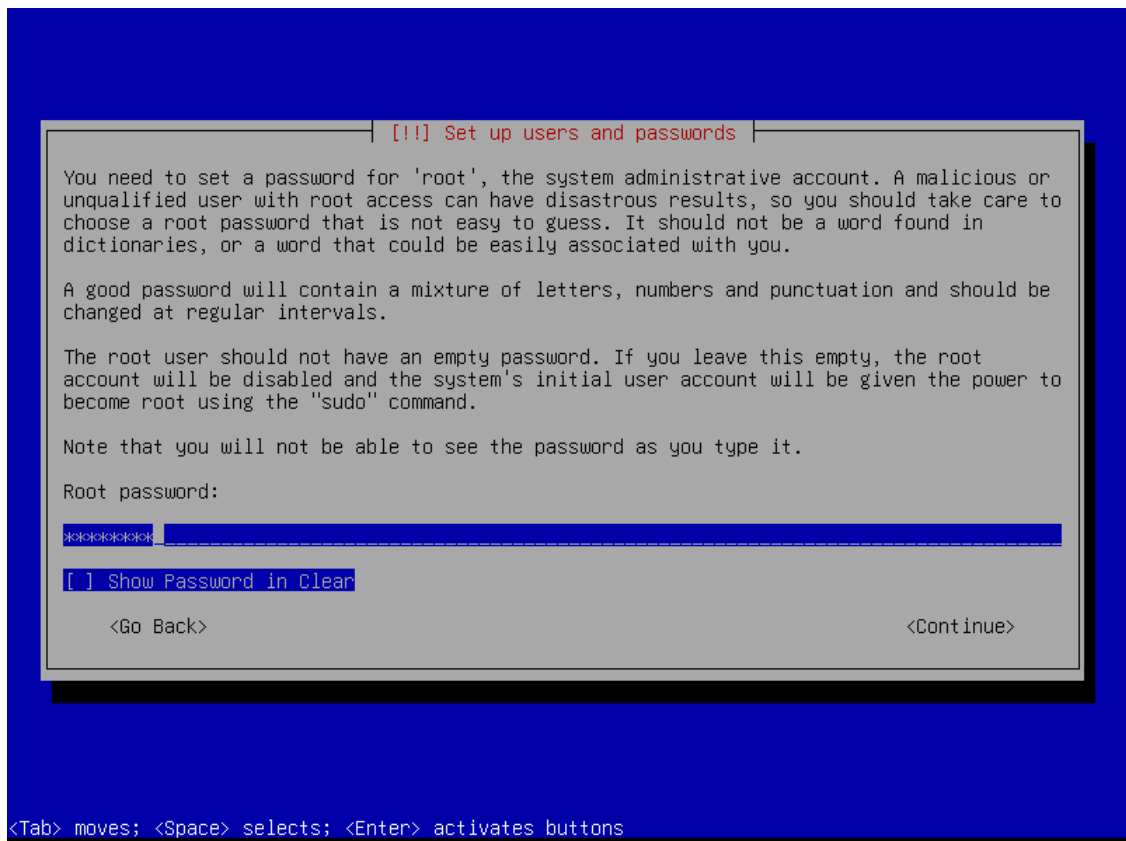 [!!] Set up users and passwords
You need to set a password for 'root', the system administrative account. A malicious or
unqualified user with root access can have disastrous results, so you should take care to
choose a root password that is not easy to guess. It should not be a word found in
dictionaries, or a word that could be easily associated with you.
A good password will contain a mixture of letters, numbers and punctuation and should be
changed at regular intervals.
The root user should not have an empty password. If you leave this empty, the root
account will be disabled and the system's initial user account will be given the power to
become root using the "sudo" command.
Note that you will not be able to see the password as you type it.
Root password:
********
[ ] Show Password in Clear
<Go Back> <Continue>
<Tab> moves; <Space> selects; <Enter> activates buttons